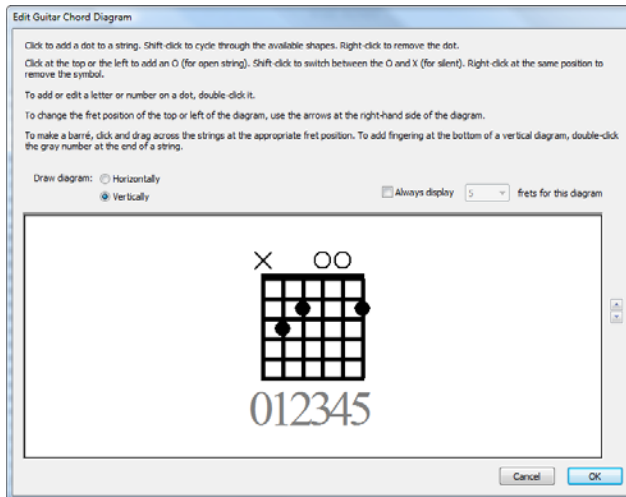 Edit Guitar Chord Diagram
Click to add a dot to a string. Shift-click to cycle through the available shapes. Right-click to remove the dot.
Click at the top or the left to add an O (for open string). Shift-click to switch between the O and X (for silent). Right-click at the same position to
remove the symbol.
To add or edit a letter or number on a dot, double-click it.
To change the fret position of the top or left of the diagram, use the arrows at the right-hand side of the diagram.
To make a barré, click and drag across the strings at the appropriate fret position. To add fingering at the bottom of a vertical diagram, double-click
the gray number at the end of a string.
Draw diagram: Horizontally
Vertically
Always display 5 frets for this diagram
X OO
012345
Cancel OK